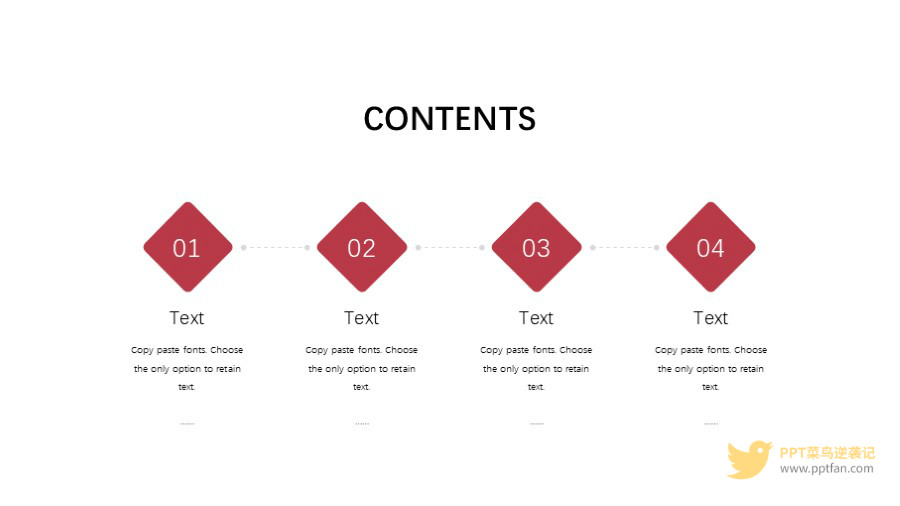 CONTENTS
01 02 03 04
Text Text Text Text
Copy paste fonts. Choose
the only option to retain
text.
……
Copy paste fonts. Choose
the only option to retain
text.
……
Copy paste fonts. Choose
the only option to retain
text.
……
Copy paste fonts. Choose
the only option to retain
text.
……
PPT菜鸟逆袭记
www.pptfan.com